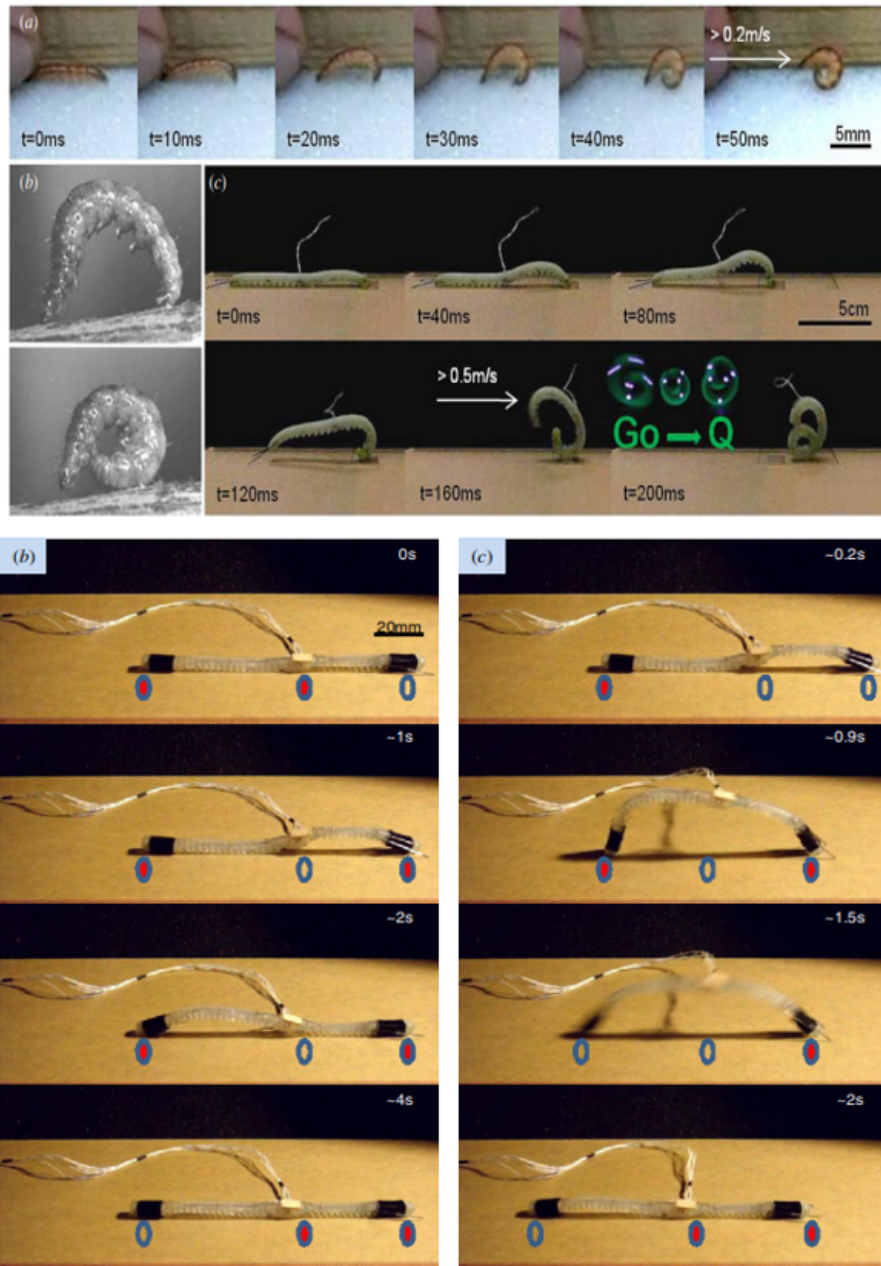 (a)
> 0.2m/s
t=0ms
t=10ms
t=20ms
t=30ms
t=40ms
t=50ms
5mm
(b)
(c)
t=0ms
t=40ms
t=80ms
5cm
> 0.5m/s
Go → Q
t=120ms
t=160ms
t=200ms
(b)
0s
20mm
~1s
~2s
~4s
(c)
~0.2s
~0.9s
~1.5s
~2s